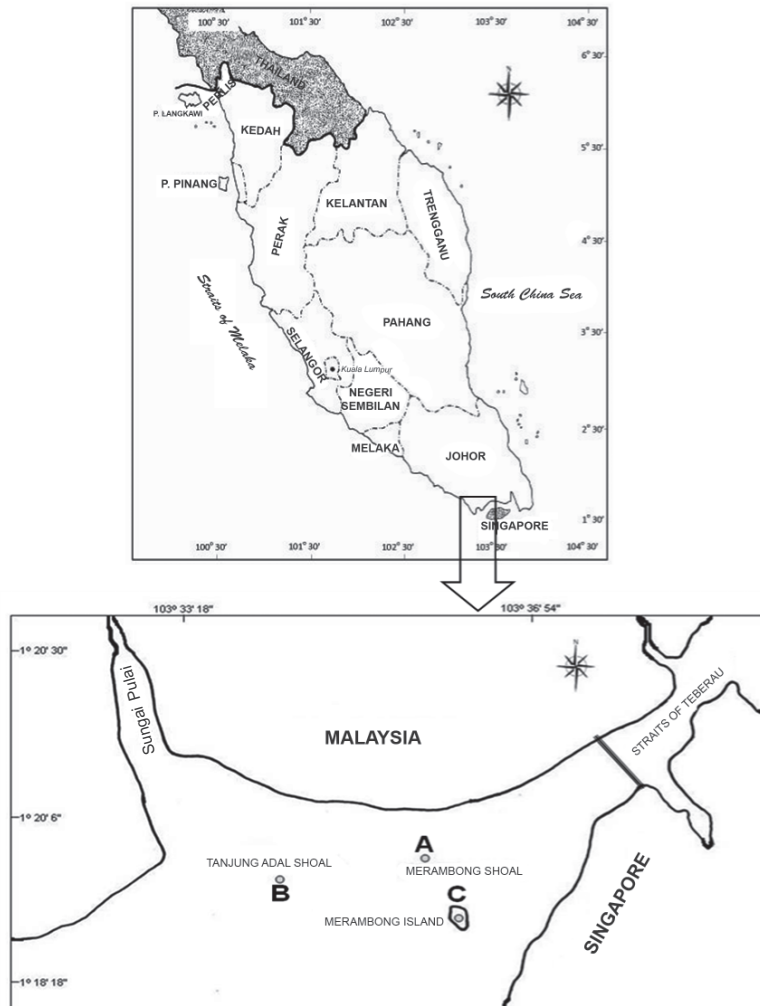 100° 30'
101° 30'
102° 30'
103° 30'
104° 30'
6° 30'
5° 30'
4° 30'
3° 30'
2° 30'
1° 30'
N
THAILAND
PERLIS
P. LANGKAWI
KEDAH
P. PINANG
KELANTAN
TRENGGANU
PERAK
Straits of Melaka
South China Sea
PAHANG
SELANGOR
Kuala Lumpur
NEGERI
SEMBILAN
MELAKA
JOHOR
SINGAPORE
100° 30'
101° 30'
102° 30'
103° 30'
104° 30'
103° 33' 18"
103° 36' 54"
1° 20' 30"
N
Sungai Pulai
MALAYSIA
STRAITS OF TEBERAU
1° 20' 6"
A
TANJUNG ADAL SHOAL
MERAMBONG SHOAL
B
C
MERAMBONG ISLAND
SINGAPORE
1° 18' 18"